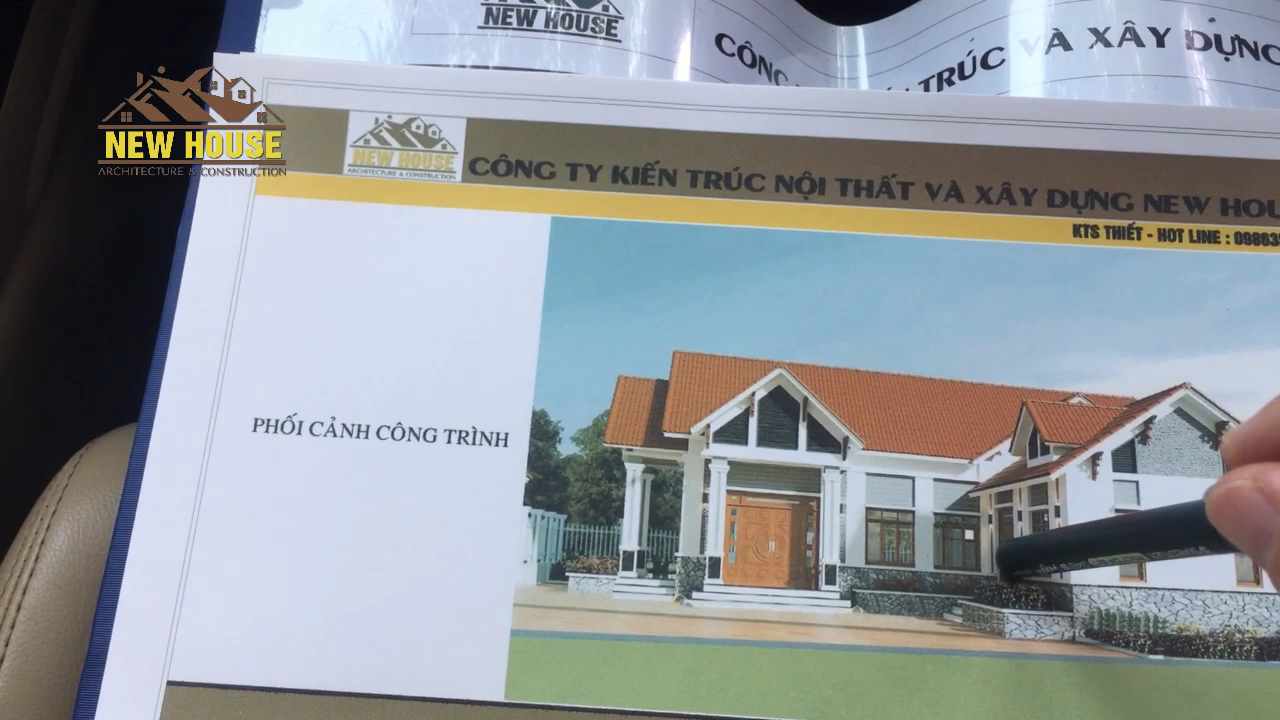 NEW HOUSE
CÔNG TRÚC VÀ XÂY DỰNG
NEW HOUSE
ARCHITECTURE & CONSTRUCTION
NEW HOUSE
ARCHITECTURE & CONSTRUCTION
CÔNG TY KIẾN TRÚC NỘI THẤT VÀ XÂY DỰNG NEW HOU
KTS THIẾT - HOT LINE :
PHỐI CẢNH CÔNG TRÌNH